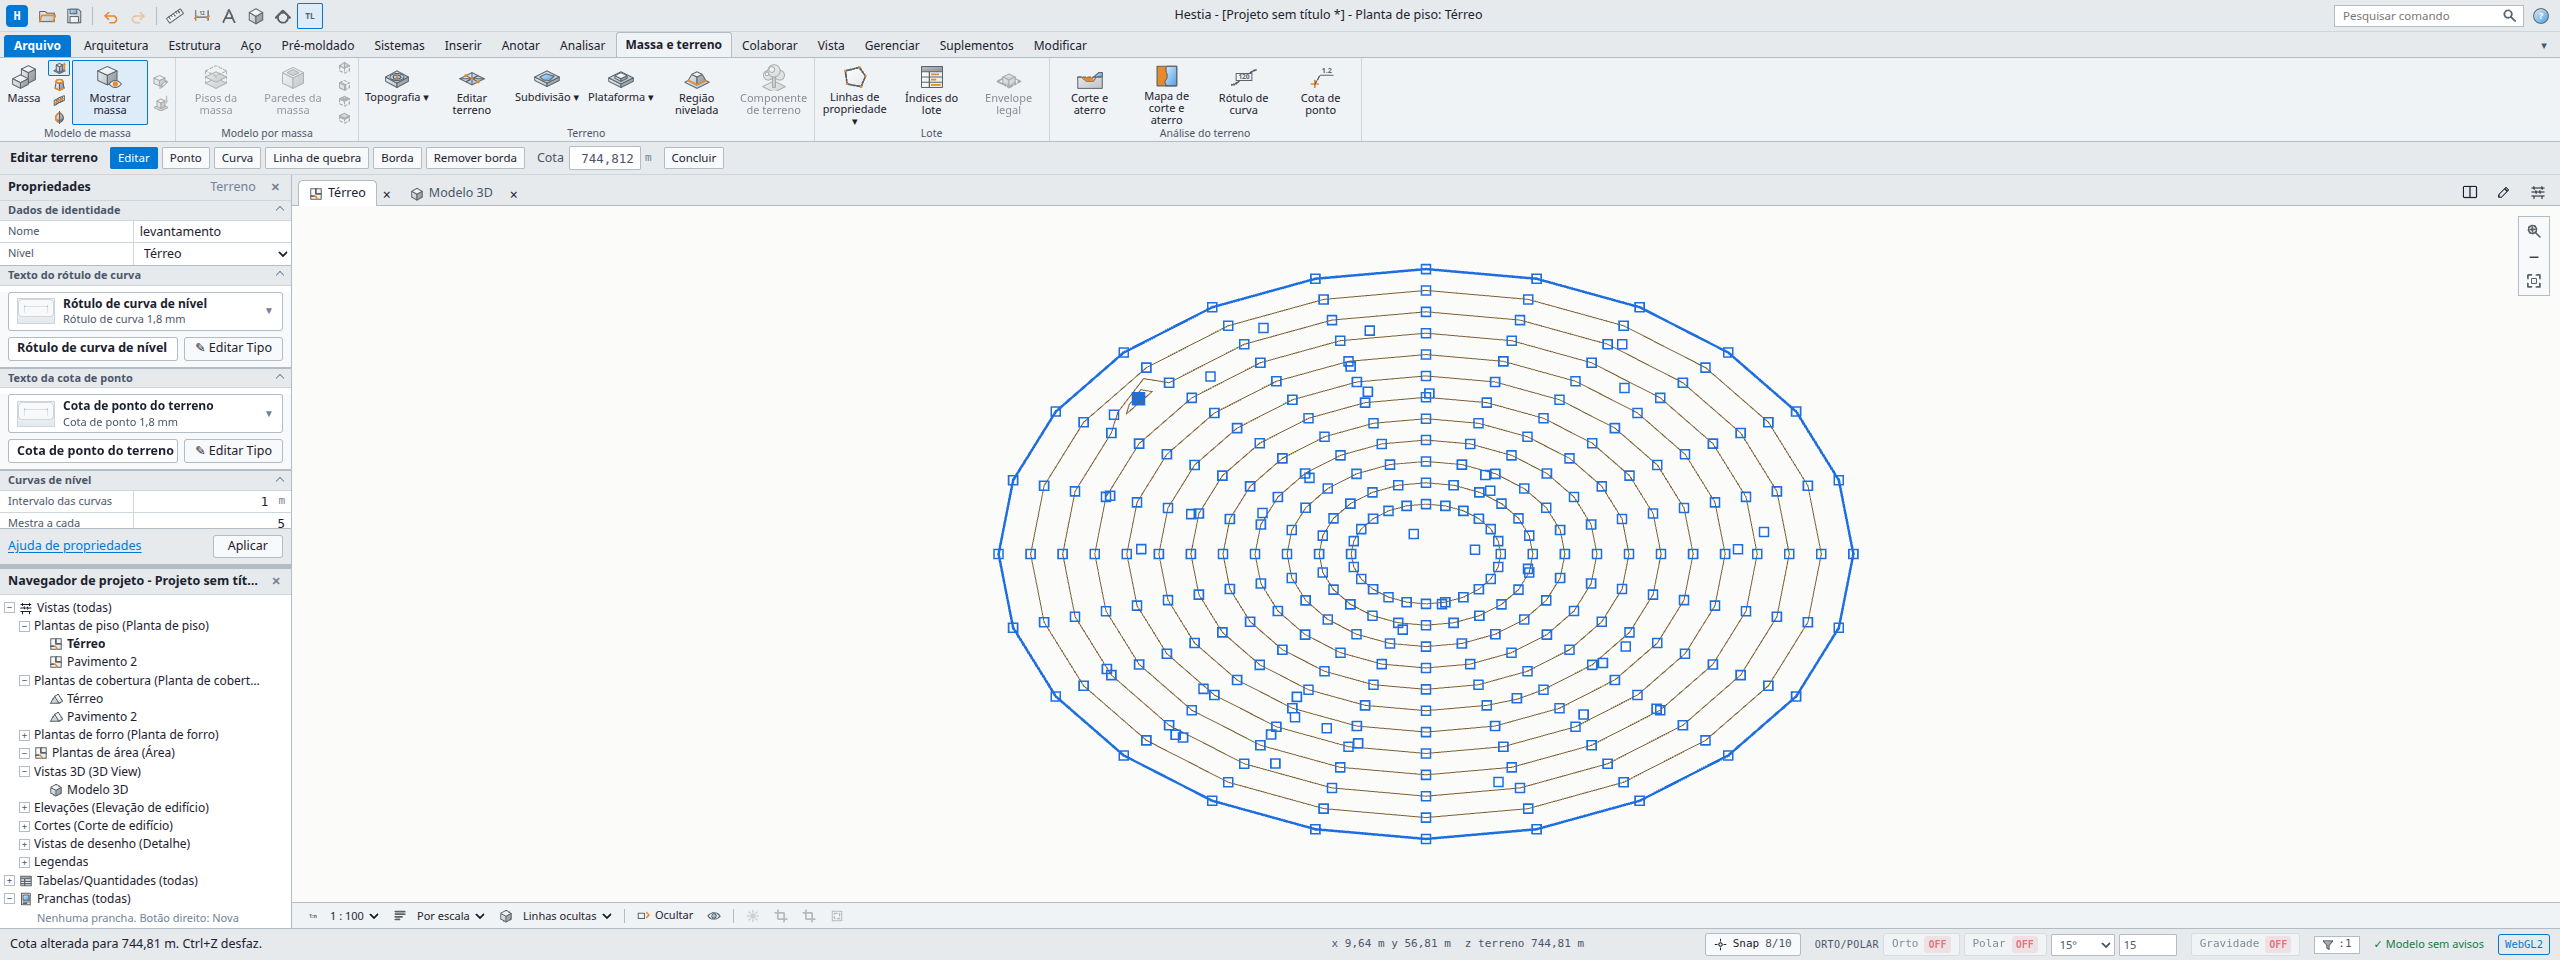 H
TL
Hestia - [Projeto sem título *] - Planta de piso: Térreo
Pesquisar comando
?
Arquivo Arquitetura Estrutura Aço Pré-moldado Sistemas Inserir Anotar Analisar Massa e terreno Colaborar Vista Gerenciar Suplementos Modificar
Massa
Mostrar massa
Pisos da massa
Paredes da massa
Topografia
Editar terreno
Subdivisão
Plataforma
Região nivelada
Componente de terreno
Linhas de propriedade
Índices do lote
Envelope legal
Corte e aterro
Mapa de corte e aterro
Rótulo de curva
Cota de ponto
Modelo de massa Modelo por massa Terreno Lote Análise do terreno
Editar terreno Editar Ponto Curva Linha de quebra Borda Remover borda Cota 744,812 m Concluir
Propriedades Terreno
Térreo Modelo 3D
Dados de identidade
Nome levantamento
Nível Térreo
Texto do rótulo de curva
Rótulo de curva de nível
Rótulo de curva 1,8 mm
Rótulo de curva de nível Editar Tipo
Texto da cota de ponto
Cota de ponto do terreno
Cota de ponto 1,8 mm
Cota de ponto do terreno Editar Tipo
Curvas de nível
Intervalo das curvas 1 m
Mestra a cada 5
Ajuda de propriedades Aplicar
Navegador de projeto - Projeto sem tít...
Vistas (todas)
Plantas de piso (Planta de piso)
Térreo
Pavimento 2
Plantas de cobertura (Planta de cobert...
Térreo
Pavimento 2
Plantas de forro (Planta de forro)
Plantas de área (Área)
Vistas 3D (3D View)
Modelo 3D
Elevações (Elevação de edifício)
Cortes (Corte de edifício)
Vistas de desenho (Detalhe)
Legendas
Tabelas/Quantidades (todas)
Pranchas (todas)
Nenhuma prancha. Botão direito: Nova
1 : 100 Por escala Linhas ocultas Ocultar
Cota alterada para 744,81 m. Ctrl+Z desfaz.
x 9,64 m y 56,81 m z terreno 744,81 m
Snap 8/10 ORTO/POLAR Orto OFF Polar OFF 15° 15 Gravidade OFF :1 ✓ Modelo sem avisos WebGL2